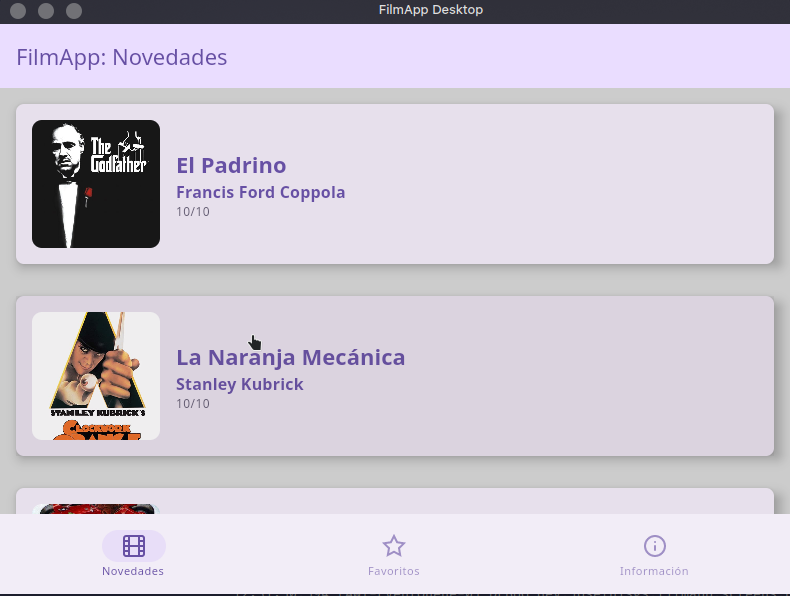 FilmApp Desktop
FilmApp: Novedades
The
Godfather
El Padrino
Francis Ford Coppola
10/10
STANLEY KUBRICK'S
CLOCKWORK
La Naranja Mecánica
Stanley Kubrick
10/10
Novedades
Favoritos
Información